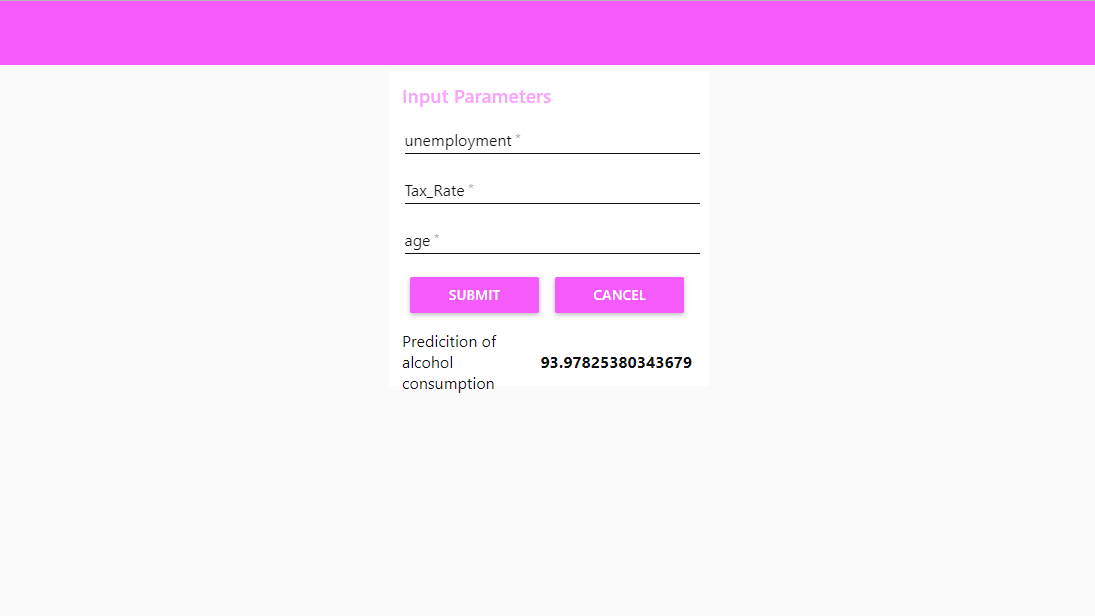 Input Parameters
unemployment *
Tax_Rate *
age *
SUBMIT CANCEL
Predicition of
alcohol 93.97825380343679
consumption